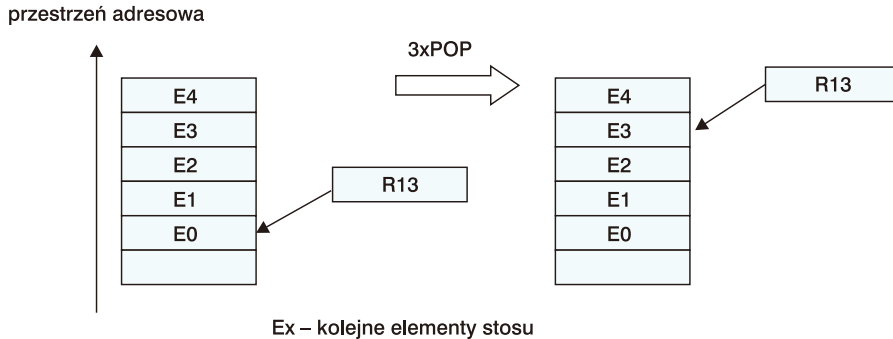 przestrzeń adresowa
3xPOP
E4
E3
E2
E1
E0
R13
E4
E3
E2
E1
E0
R13
Ex – kolejne elementy stosu